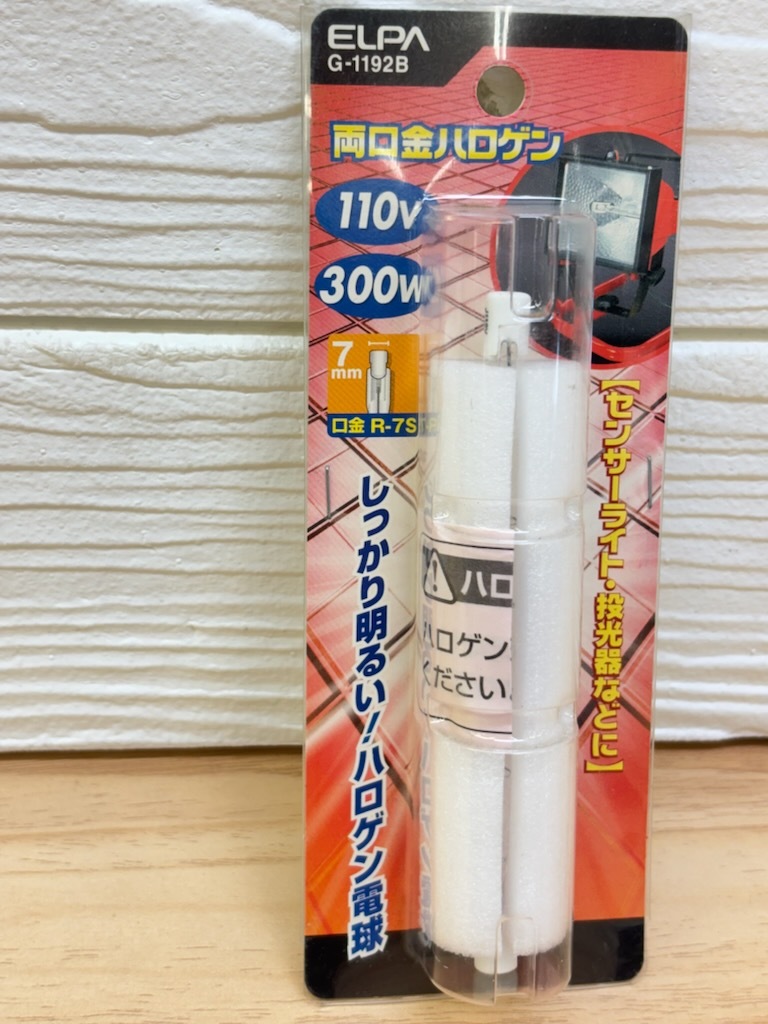 ELPA
G-1192B
両口金ハロゲン
110V
300W
7
mm
口金 R-7S
【センサーライト・投光器などに】
しっかり明るい!ハロゲン電球
ハロ
ハロゲン
ください